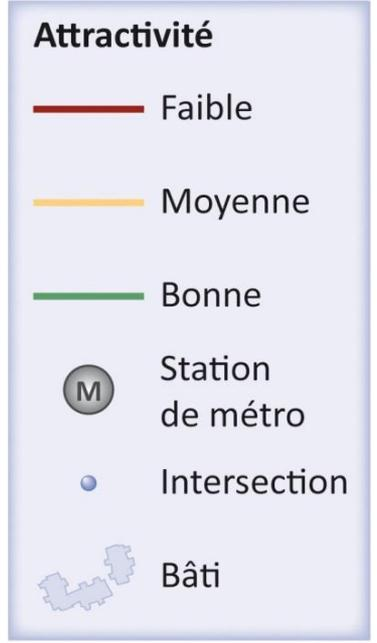 Attractivité
Faible
Moyenne
Bonne
M
Station
de métro
Intersection
Bâti